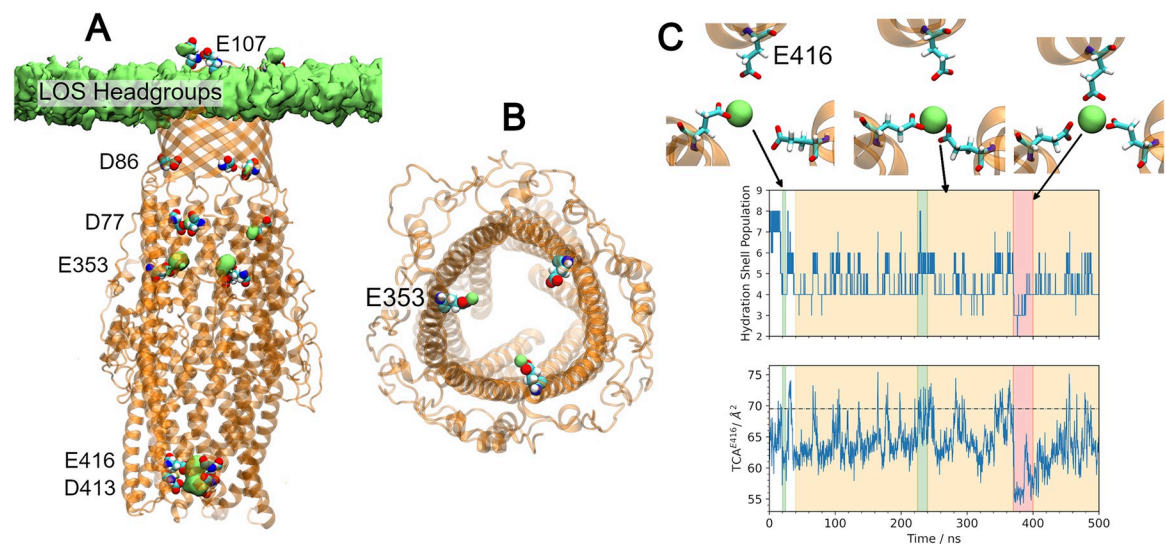 A
E107
LOS Headgroups
D86
D77
E353
E416
D413
B
E353
C
E416
Hydration Shell Population
9
8
7
6
5
4
3
2
TCA^E416/ Å²
75
70
65
60
55
0
100
200
300
400
500
Time / ns